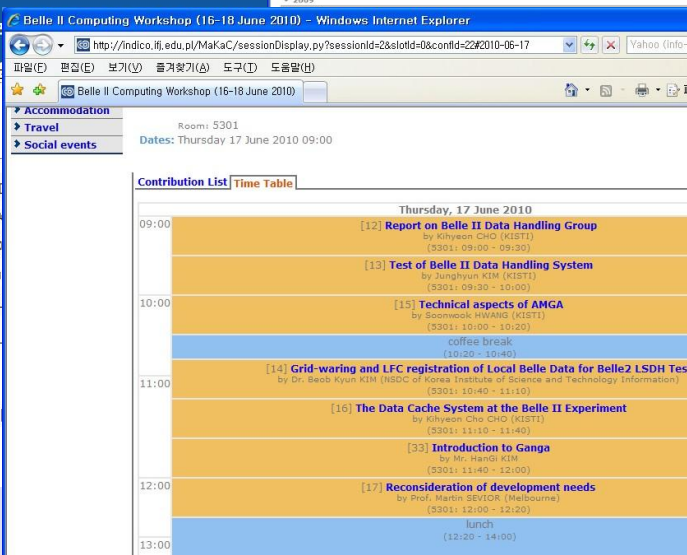 2009
Belle II Computing Workshop (16-18 June 2010) - Windows Internet Explorer
http://indico.ifj.edu.pl/MaKaC/sessionDisplay.py?sessionId=2&slotId=0&confId=22#2010-06-17
Yahoo (info-
파일(F) 편집(E) 보기(V) 즐겨찾기(A) 도구(T) 도움말(H)
Belle II Computing Workshop (16-18 June 2010)
Accommodation
Travel
Social events
Room: 5301
Dates: Thursday 17 June 2010 09:00
Contribution List Time Table
Thursday, 17 June 2010
09:00
[12] Report on Belle II Data Handling Group
by Kihyeon CHO (KISTI)
(5301: 09:00 - 09:30)
[13] Test of Belle II Data Handling System
by Junghyun KIM (KISTI)
(5301: 09:30 - 10:00)
10:00
[15] Technical aspects of AMGA
by Soonwook HWANG (KISTI)
(5301: 10:00 - 10:20)
coffee break
(10:20 - 10:40)
[14] Grid-waring and LFC registration of Local Belle Data for Belle2 LSDH Tes
by Dr. Beob Kyun KIM (NSDC of Korea Institute of Science and Technology Information)
(5301: 10:40 - 11:10)
11:00
[16] The Data Cache System at the Belle II Experiment
by Kihyeon Cho CHO (KISTI)
(5301: 11:10 - 11:40)
[33] Introduction to Ganga
by Mr. HanGi KIM
(5301: 11:40 - 12:00)
12:00
[17] Reconsideration of development needs
by Prof. Martin SEVIOR (Melbourne)
(5301: 12:00 - 12:20)
lunch
(12:20 - 14:00)
13:00